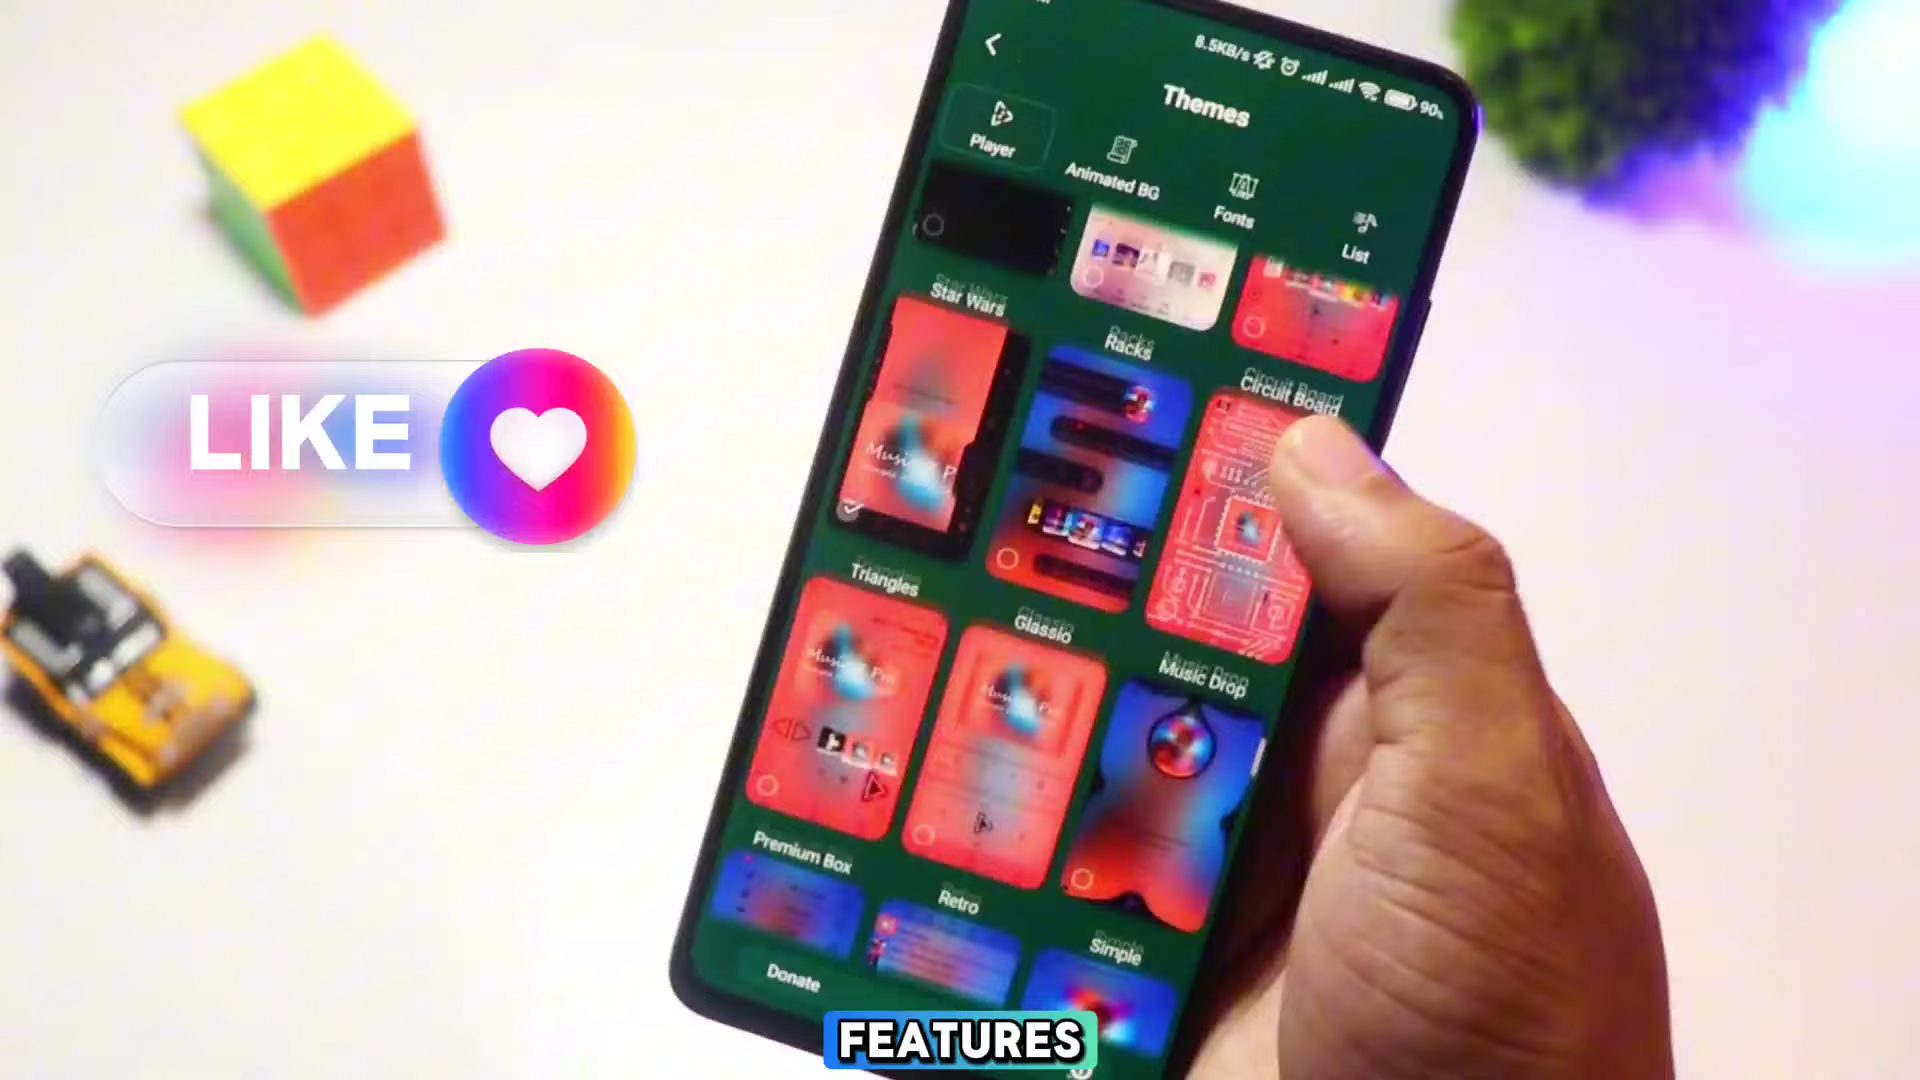 8.5KB/s
90%
Themes
Player
Animated BG
Fonts
List
Star Wars
Racks
Circuit Board
LIKE
Triangles
Glassio
Music Drop
Premium Box
Retro
Simple
Donate
FEATURES